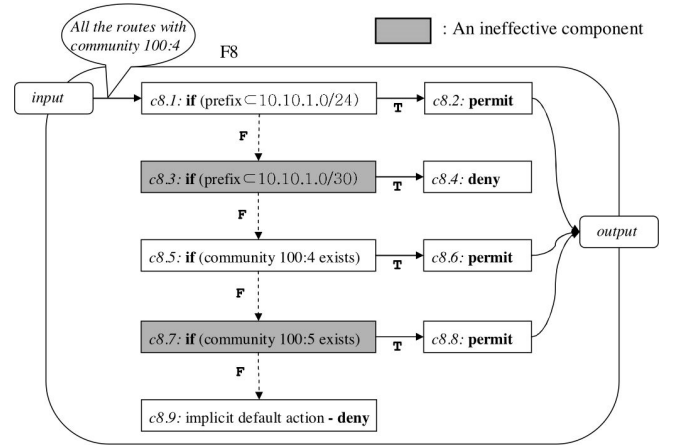 All the routes with
community 100:4
: An ineffective component
F8
input
c8.1: if (prefix⊂10.10.1.0/24)
T
c8.2: permit
F
c8.3: if (prefix⊂10.10.1.0/30)
T
c8.4: deny
F
output
c8.5: if (community 100:4 exists)
T
c8.6: permit
F
c8.7: if (community 100:5 exists)
T
c8.8: permit
F
c8.9: implicit default action - deny